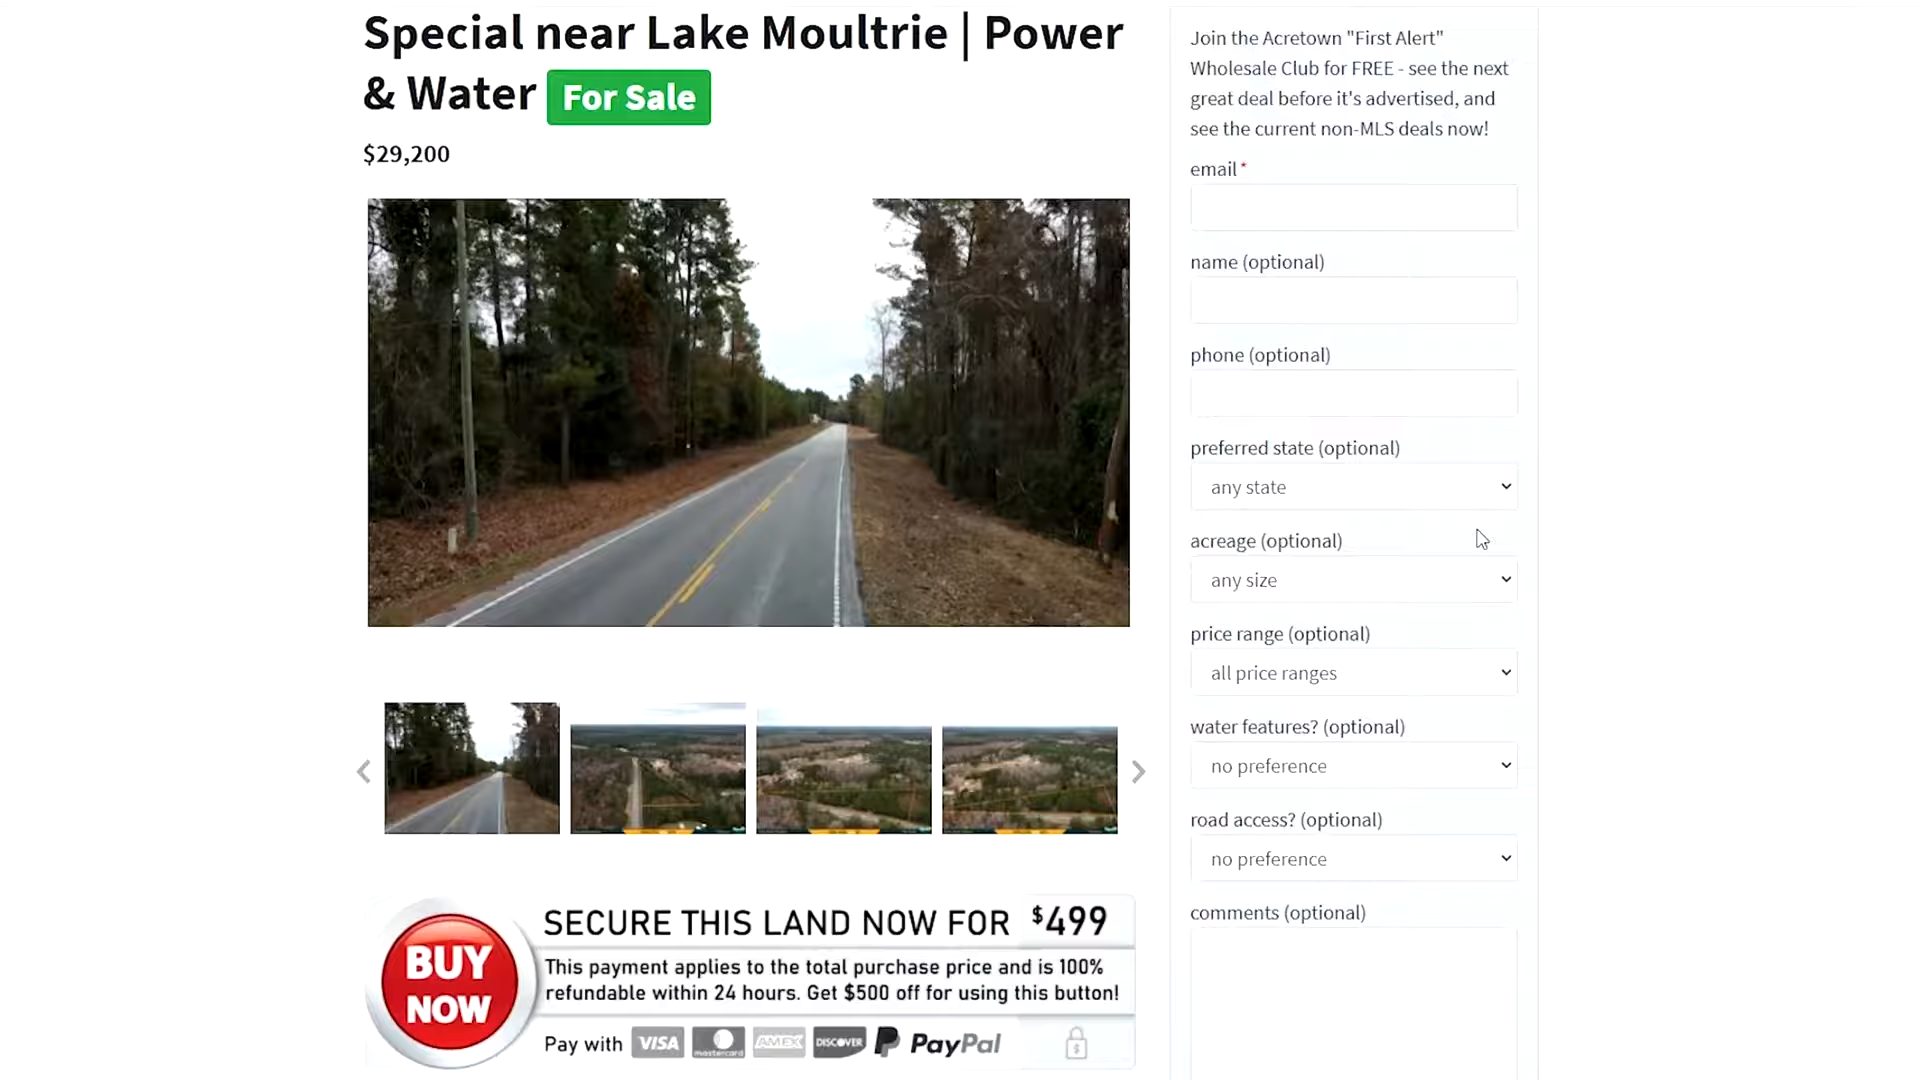 Special near Lake Moultrie | Power
& Water For Sale
$29,200
BUY
NOW
SECURE THIS LAND NOW FOR $499
This payment applies to the total purchase price and is 100%
refundable within 24 hours. Get $500 off for using this button!
Pay with VISA mastercard AMEX DISCOVER PayPal
Join the Acretown "First Alert"
Wholesale Club for FREE - see the next
great deal before it's advertised, and
see the current non-MLS deals now!
email *
name (optional)
phone (optional)
preferred state (optional)
any state
acreage (optional)
any size
price range (optional)
all price ranges
water features? (optional)
no preference
road access? (optional)
no preference
comments (optional)